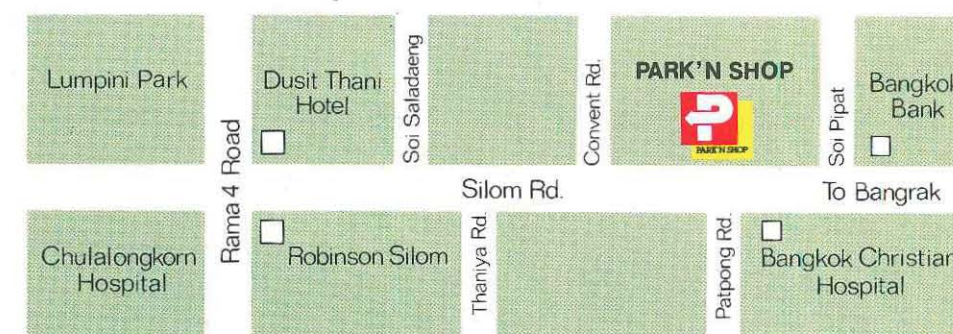 Lumpini Park
Rama 4 Road
Dusit Thani
Hotel
Soi Saladaeng
Convent Rd.
PARK'N SHOP
PARK'N SHOP
Soi Pipat
Bangkok
Bank
Silom Rd.
To Bangrak
Chulalongkorn
Hospital
Robinson Silom
Thaniya Rd.
Patpong Rd.
Bangkok Christian
Hospital